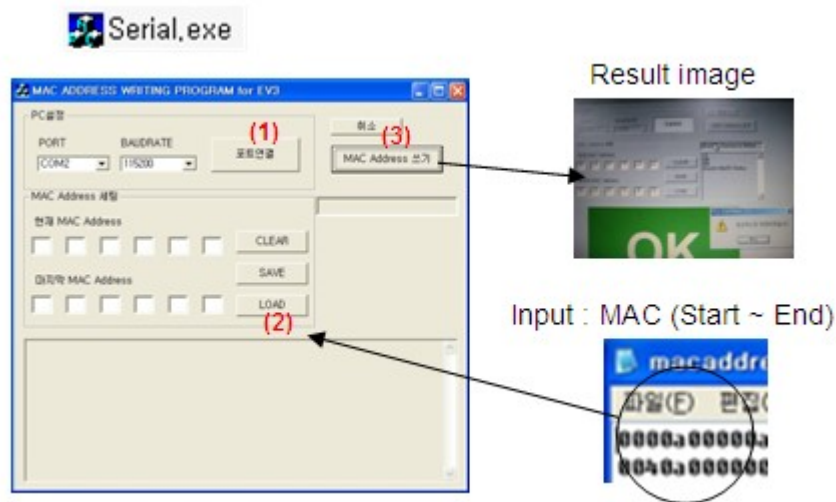 Serial.exe
MAC ADDRESS WRITING PROGRAM for EV3
PC설정
PORT
BAUDRATE
COM2
115200
(1)
포트연결
취소
(3)
MAC Address 쓰기
MAC Address 세팅
현재 MAC Address
CLEAR
SAVE
마지막 MAC Address
LOAD
(2)
Result image
OK
Input : MAC (Start ~ End)
macaddre
파일(F) 편집(